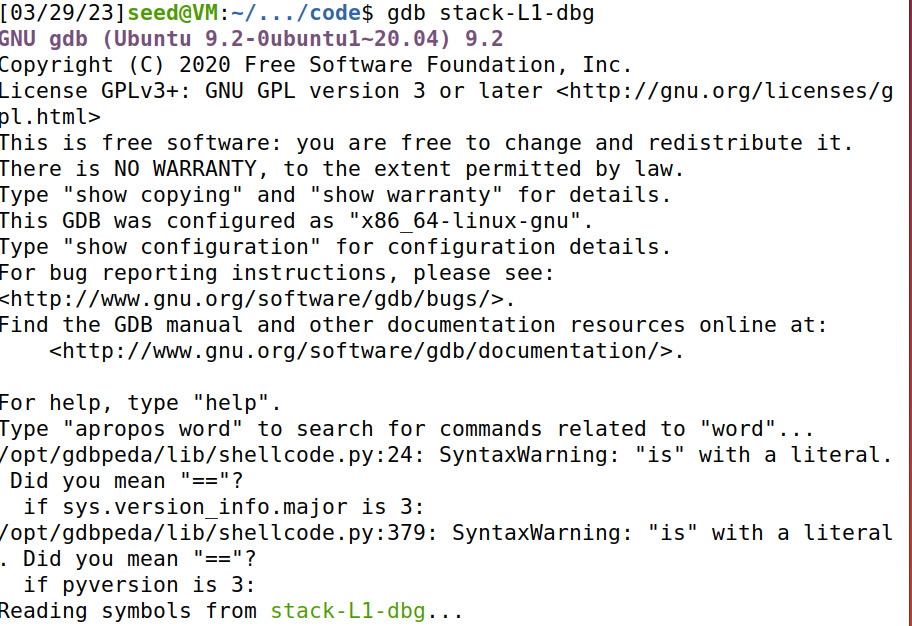 [03/29/23]seed@VM:~/.../code$ gdb stack-L1-dbg
GNU gdb (Ubuntu 9.2-0ubuntu1~20.04) 9.2
Copyright (C) 2020 Free Software Foundation, Inc.
License GPLv3+: GNU GPL version 3 or later <http://gnu.org/licenses/g
pl.html>
This is free software: you are free to change and redistribute it.
There is NO WARRANTY, to the extent permitted by law.
Type "show copying" and "show warranty" for details.
This GDB was configured as "x86_64-linux-gnu".
Type "show configuration" for configuration details.
For bug reporting instructions, please see:
<http://www.gnu.org/software/gdb/bugs/>.
Find the GDB manual and other documentation resources online at:
    <http://www.gnu.org/software/gdb/documentation/>.

For help, type "help".
Type "apropos word" to search for commands related to "word"...
/opt/gdbpeda/lib/shellcode.py:24: SyntaxWarning: "is" with a literal.
 Did you mean "=="?
  if sys.version_info.major is 3:
/opt/gdbpeda/lib/shellcode.py:379: SyntaxWarning: "is" with a literal
. Did you mean "=="?
  if pyversion is 3:
Reading symbols from stack-L1-dbg...